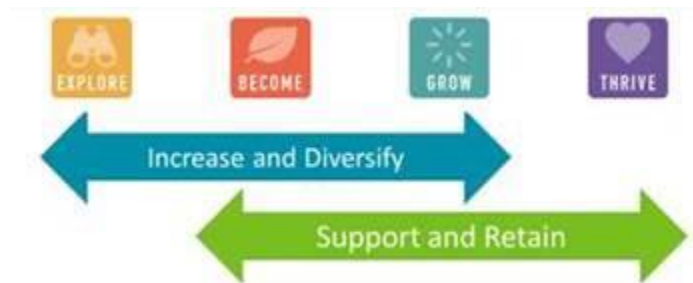 EXPLORE
BECOME
GROW
THRIVE
Increase and Diversify
Support and Retain